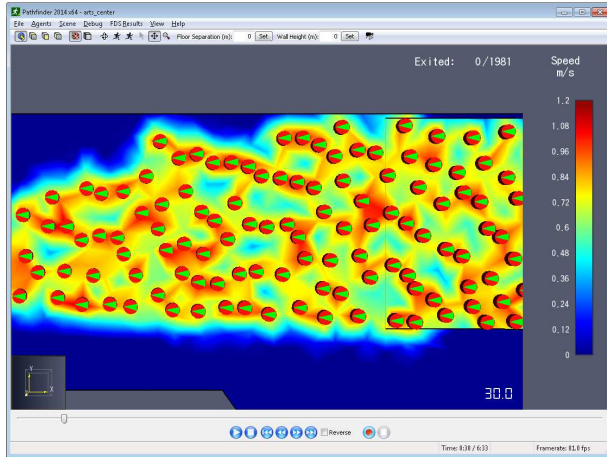 Pathfinder 2014 x64 - arts_center
File Agents Scene Debug FDS Results View Help
Floor Separation (m): 0 Set Wall Height (m): 0 Set
Exited: 0/1981
Speed
m/s
1.2
1.08
0.96
0.84
0.72
0.6
0.48
0.36
0.24
0.12
0
Y
X
30.0
Reverse
Time: 0:30 / 6:33 Framerate: 81.0 fps